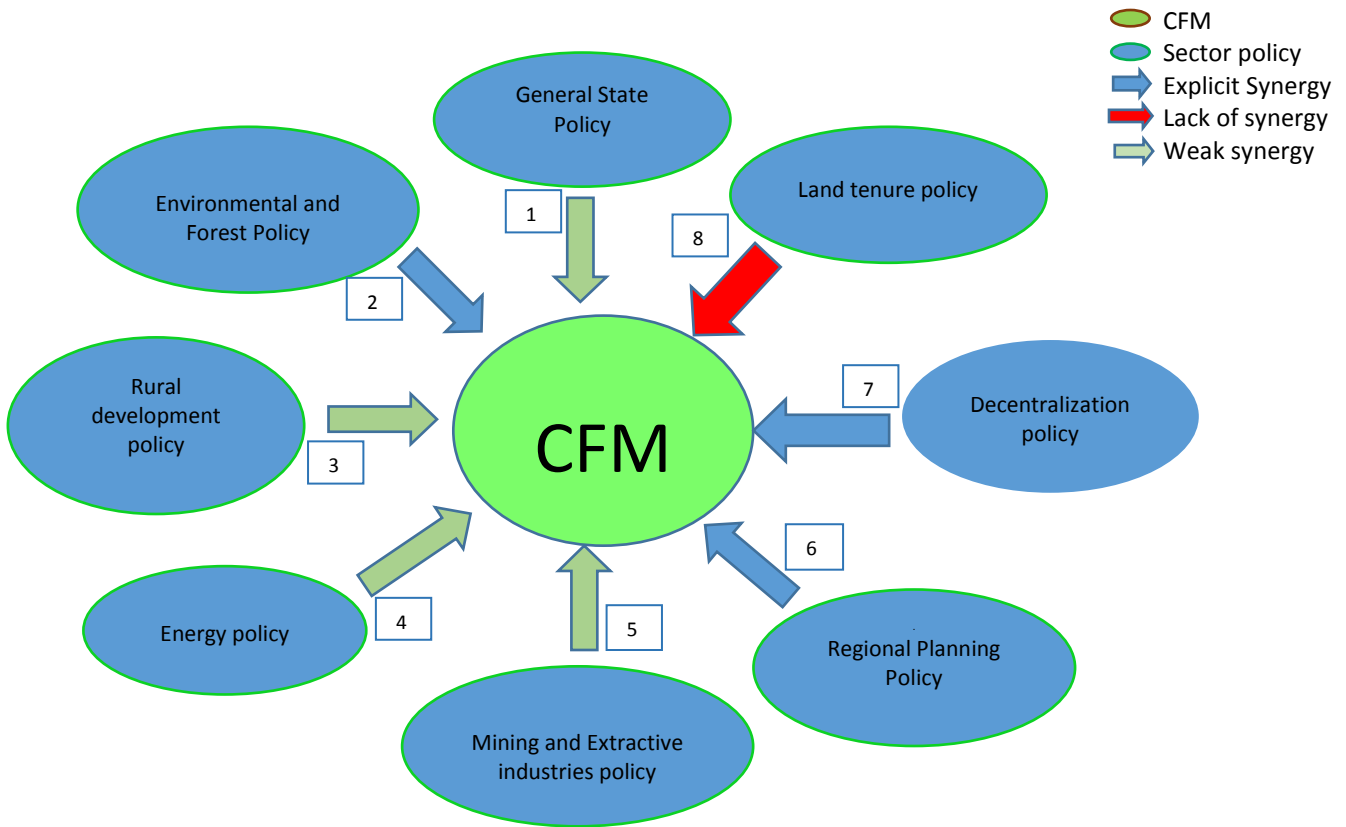 CFM
Sector policy
Explicit Synergy
Lack of synergy
Weak synergy
General State
Policy
1
Environmental and
Forest Policy
2
Rural
development
policy
3
Energy policy
4
Mining and Extractive
industries policy
5
Regional Planning
Policy
6
Decentralization
policy
7
Land tenure policy
8
CFM